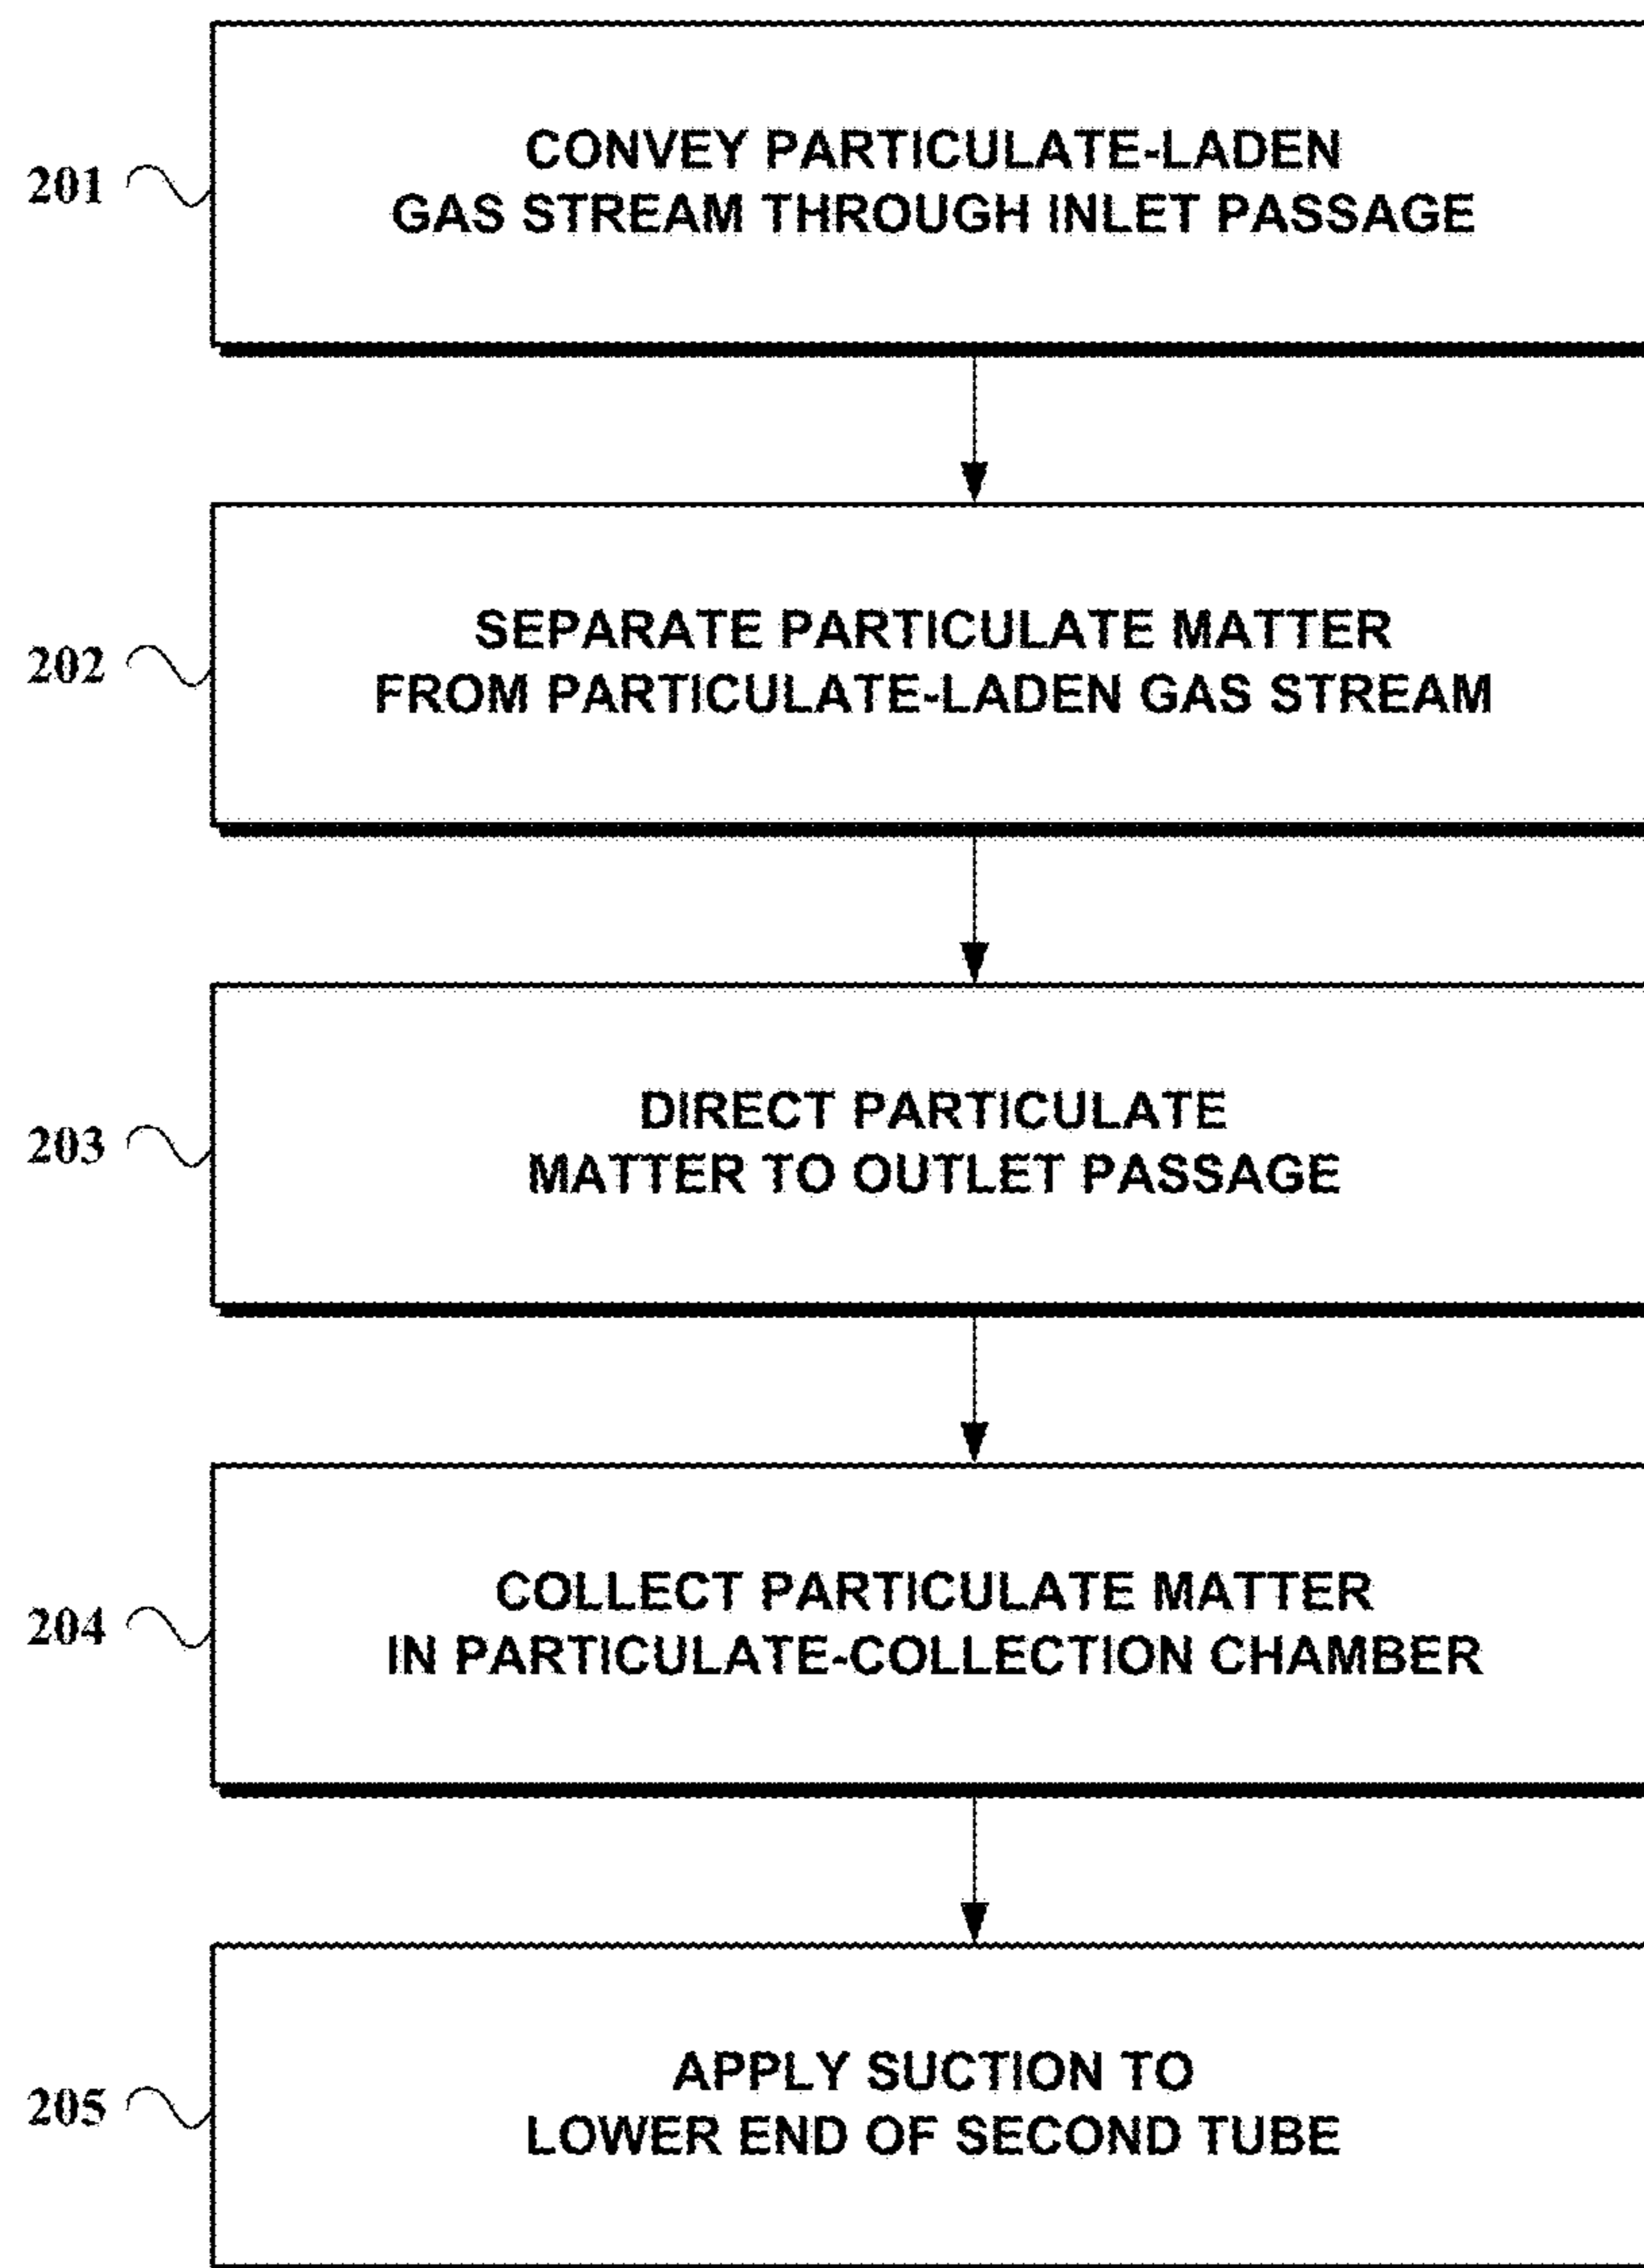 CONVEY PARTICULATE-LADEN
201
GAS STREAM THROUGH INLET PASSAGE
SEPARATE PARTICULATE MATTER
202
FROM PARTICULATE-LADEN GAS STREAM
DIRECT PARTICULATE
203
MATTER TO OUTLET PASSAGE
COLLECT PARTICULATE MATTER
204
IN PARTICULATE-COLLECTION CHAMBER
APPLY SUCTION TO
205
LOWER END OF SECOND TUBE